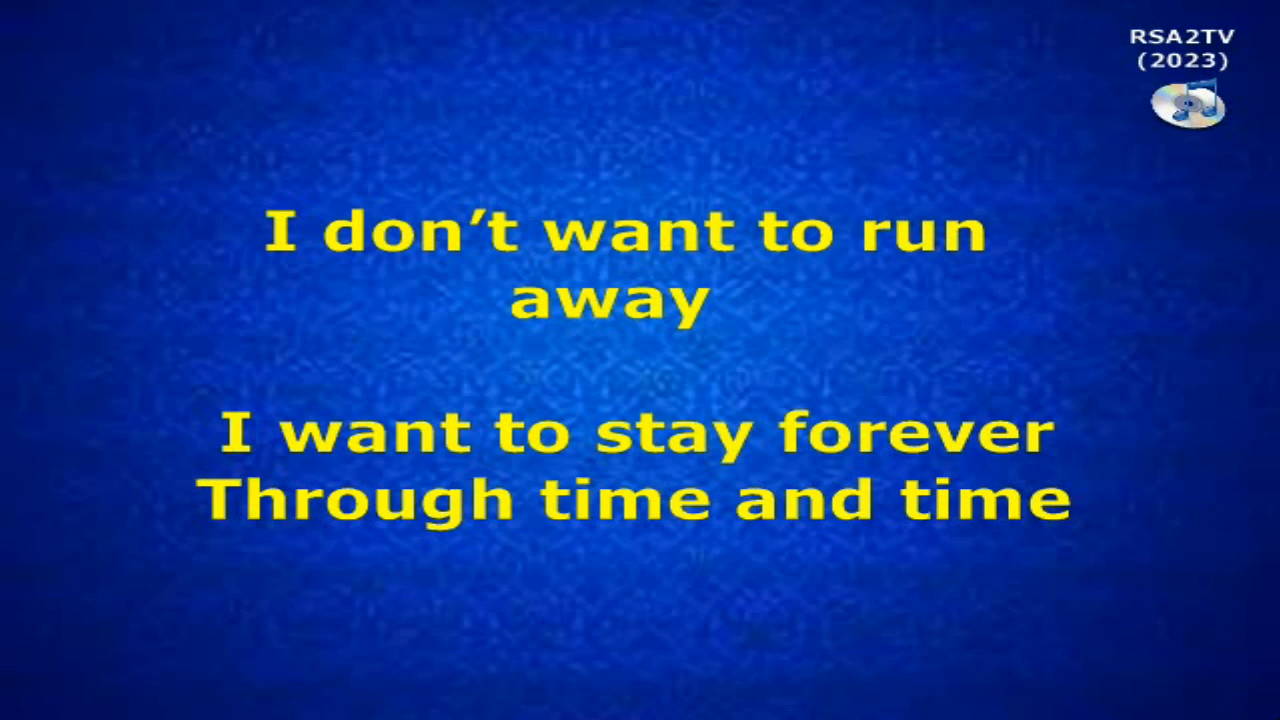 RSA2TV
(2023)
I don’t want to run
away
I want to stay forever
Through time and time